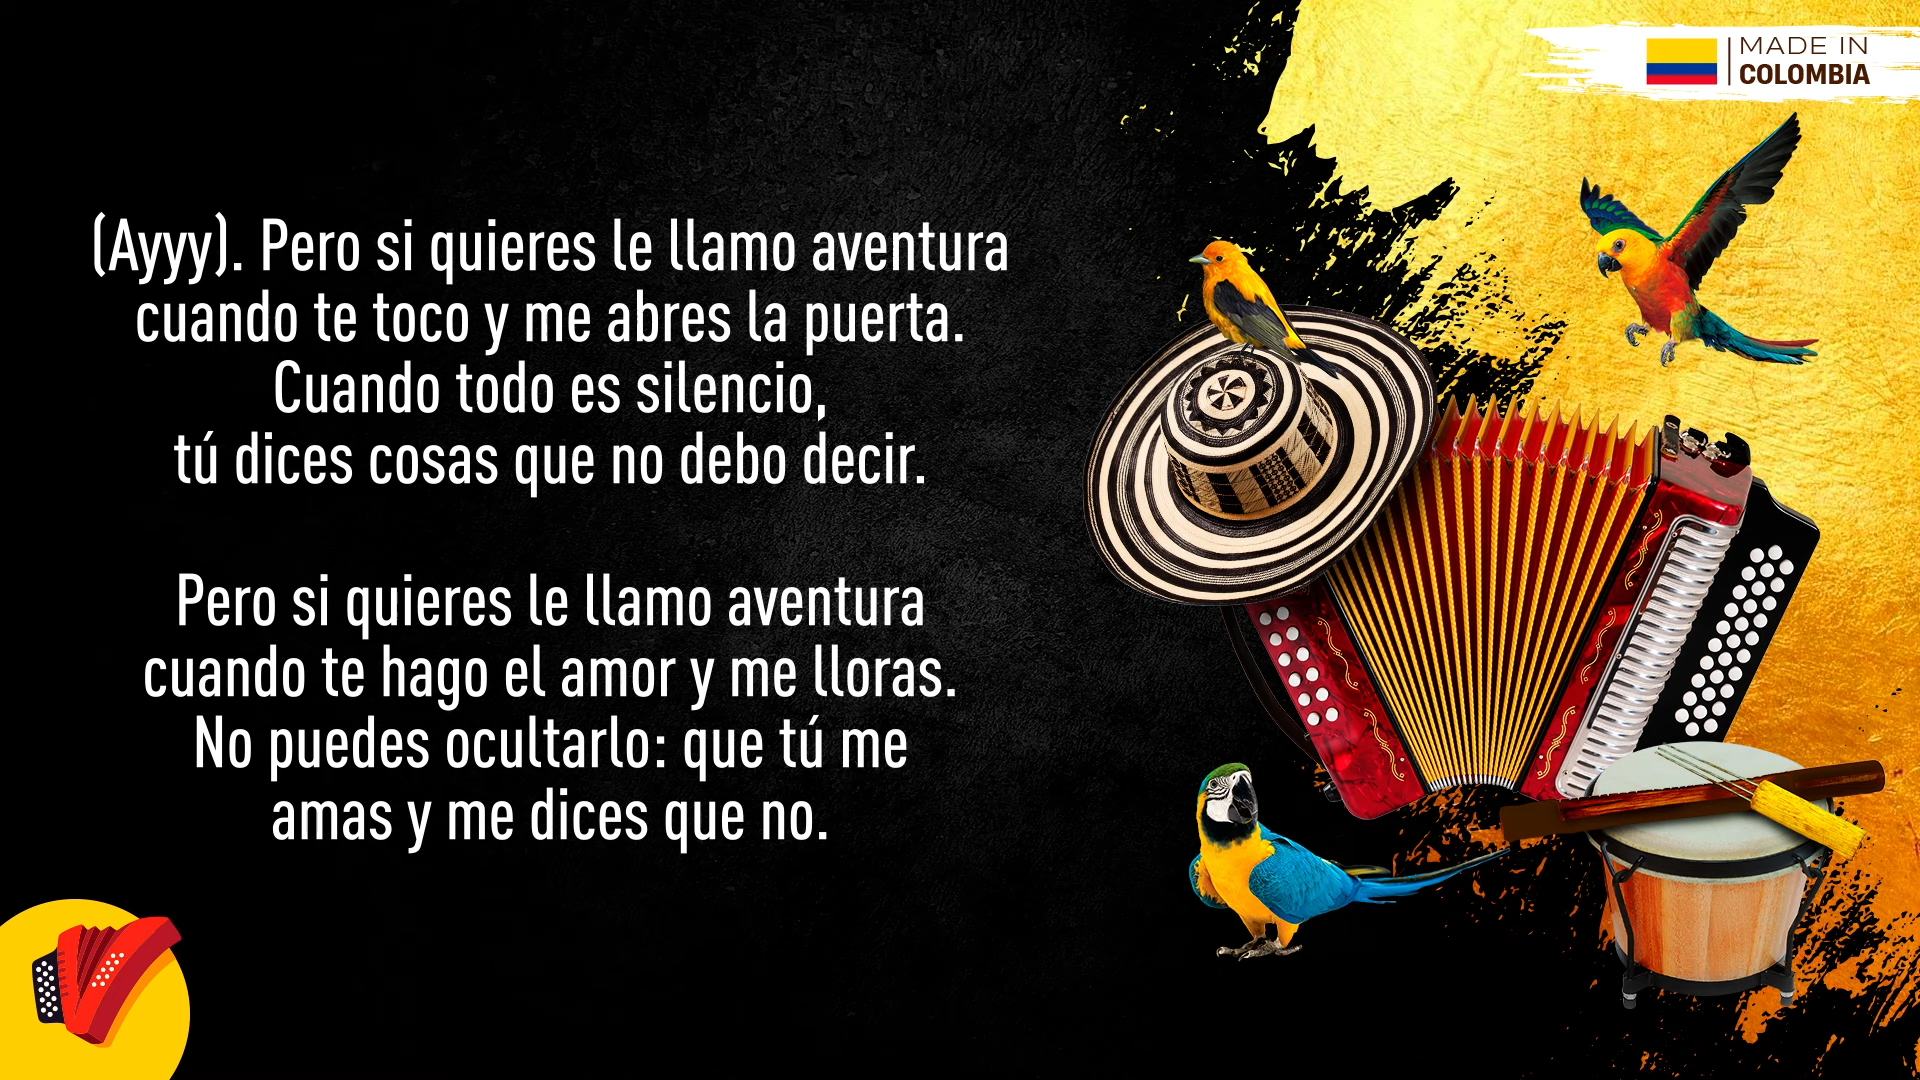 MADE IN
COLOMBIA
(Ayyy). Pero si quieres le llamo aventura
cuando te toco y me abres la puerta.
Cuando todo es silencio,
tú dices cosas que no debo decir.
Pero si quieres le llamo aventura
cuando te hago el amor y me lloras.
No puedes ocultarlo: que tú me
amas y me dices que no.